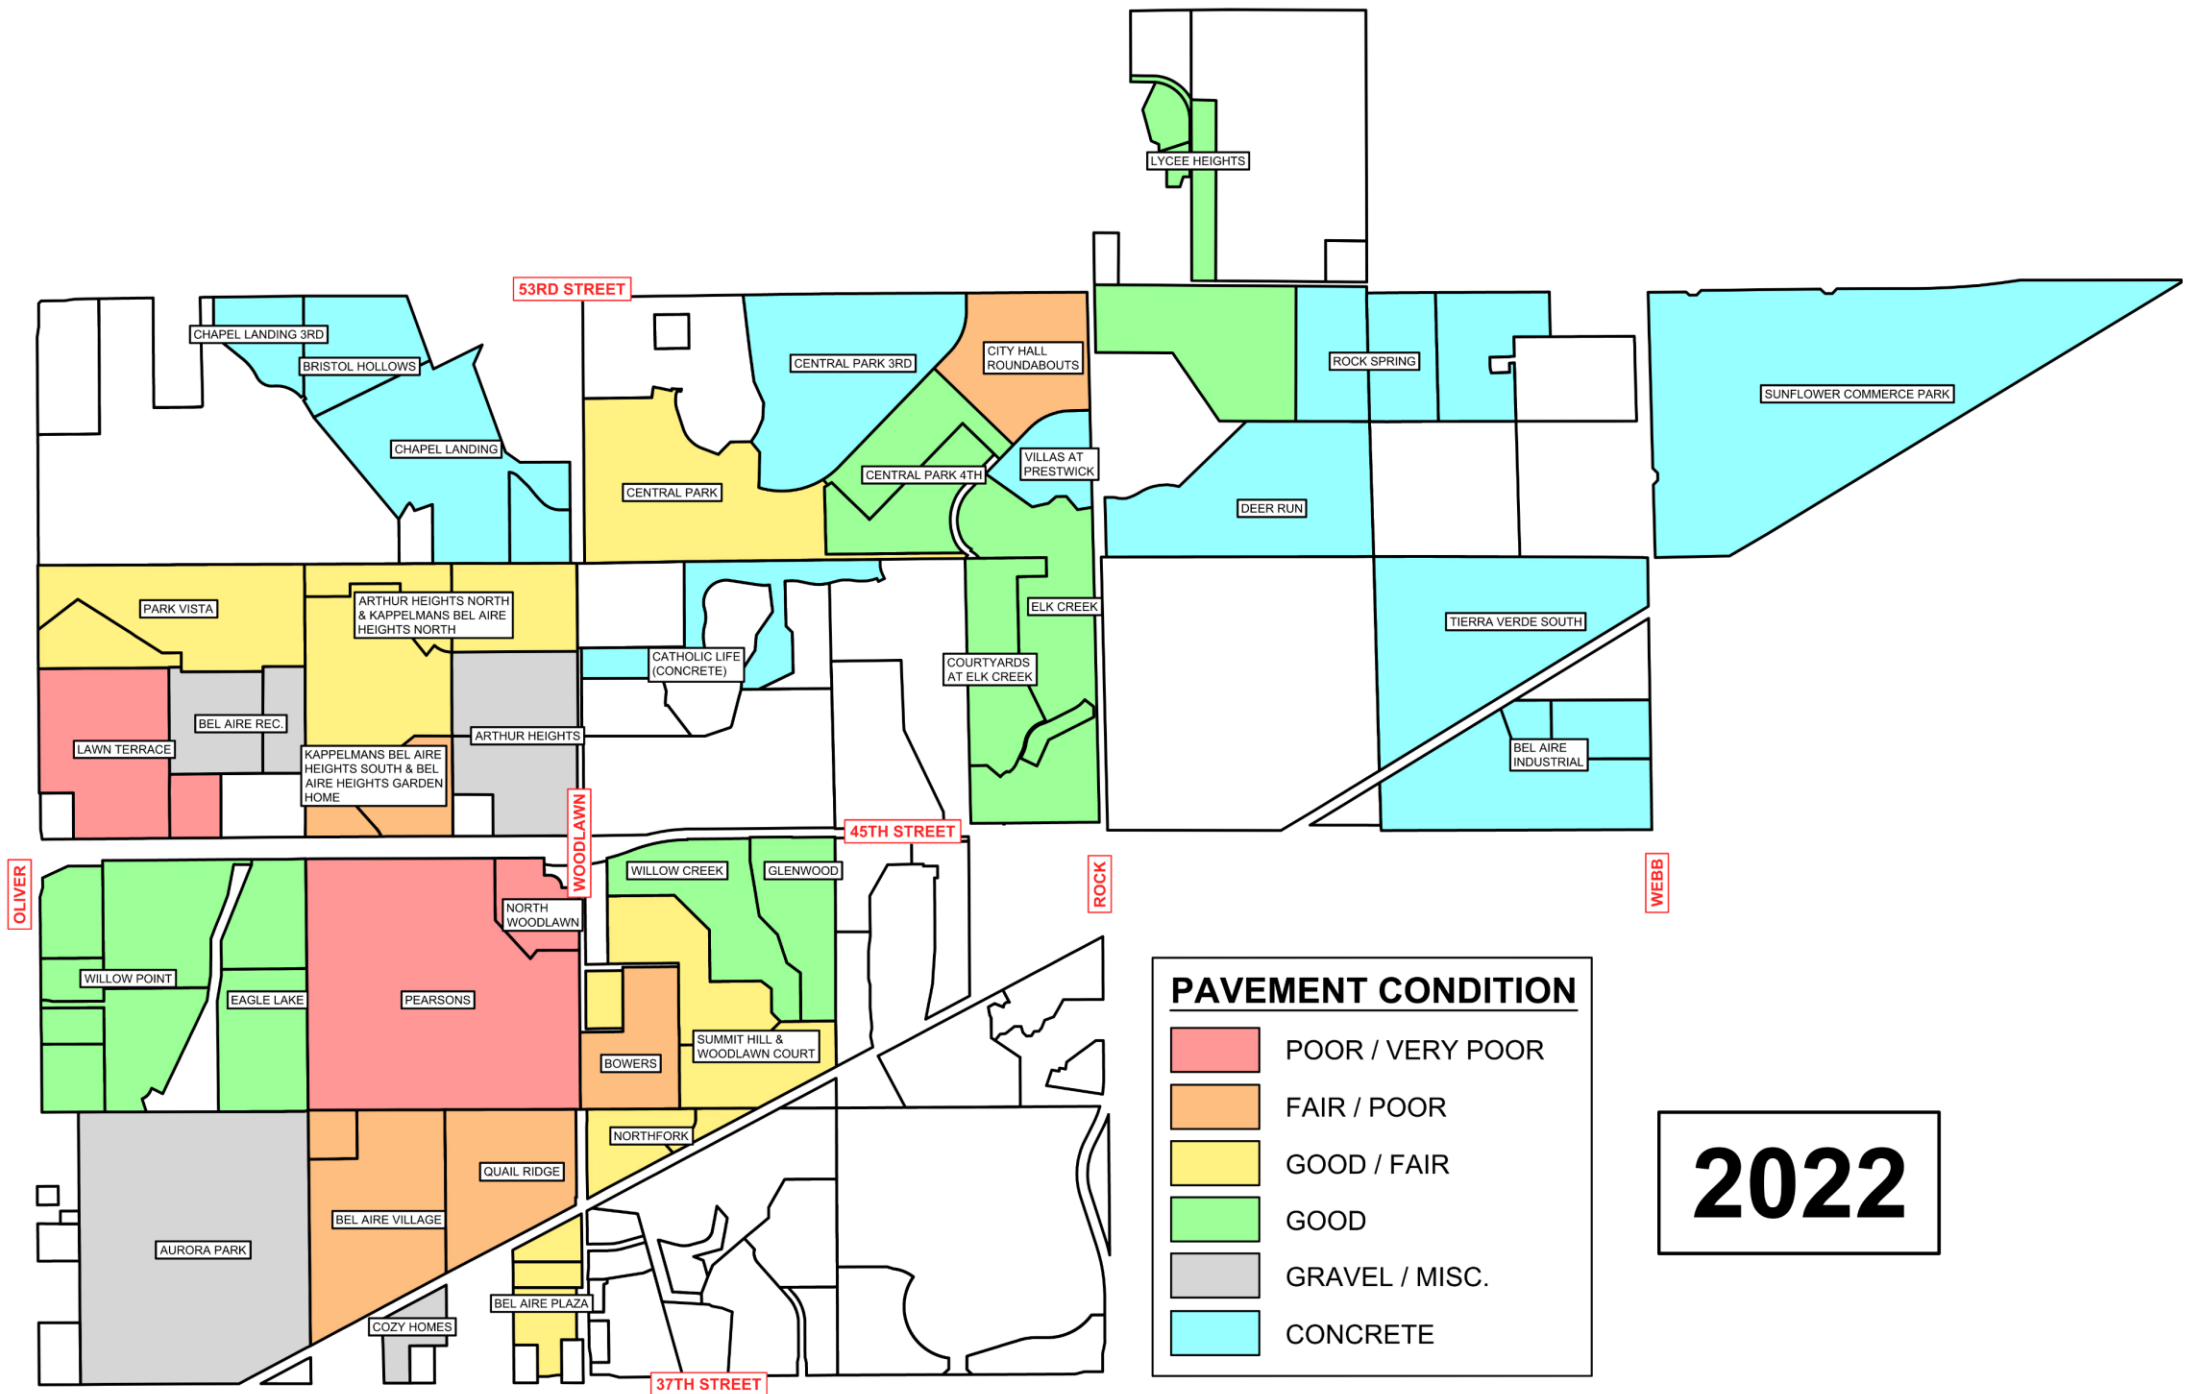 LYCEE HEIGHTS
53RD STREET
CHAPEL LANDING 3RD
BRISTOL HOLLOWS
CENTRAL PARK 3RD
CITY HALL
ROUNDABOUTS
ROCK SPRING
SUNFLOWER COMMERCE PARK
CHAPEL LANDING
CENTRAL PARK
CENTRAL PARK 4TH
VILLAS AT
PRESTWICK
DEER RUN
PARK VISTA
ARTHUR HEIGHTS NORTH
& KAPPELMANS BEL AIRE
HEIGHTS NORTH
ELK CREEK
TIERRA VERDE SOUTH
CATHOLIC LIFE
(CONCRETE)
COURTYARDS
AT ELK CREEK
BEL AIRE REC.
LAWN TERRACE
ARTHUR HEIGHTS
KAPPELMANS BEL AIRE
HEIGHTS SOUTH & BEL
AIRE HEIGHTS GARDEN
HOME
BEL AIRE
INDUSTRIAL
WOODLAWN
45TH STREET
OLIVER
ROCK
WEBB
WILLOW CREEK
GLENWOOD
NORTH
WOODLAWN
WILLOW POINT
EAGLE LAKE
PEARSONS
SUMMIT HILL &
WOODLAWN COURT
BOWERS
NORTHFORK
QUAIL RIDGE
BEL AIRE VILLAGE
AURORA PARK
BEL AIRE PLAZA
COZY HOMES
37TH STREET
PAVEMENT CONDITION
POOR / VERY POOR
FAIR / POOR
GOOD / FAIR
GOOD
GRAVEL / MISC.
CONCRETE
2022